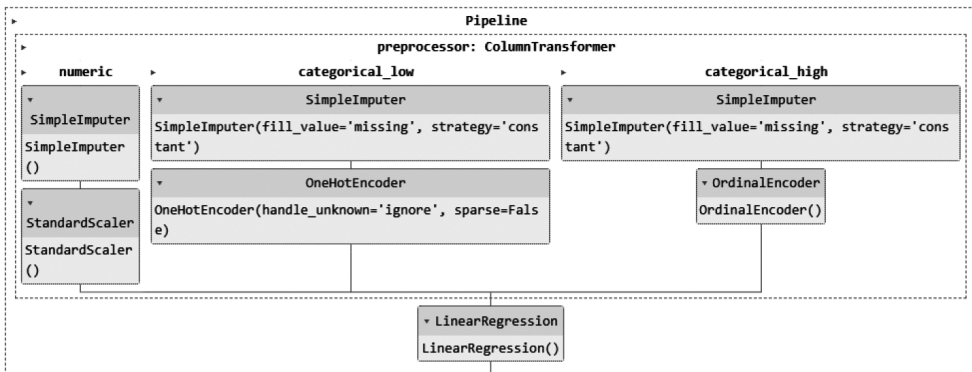 Pipeline
preprocessor: ColumnTransformer
numeric
SimpleImputer
SimpleImputer
()
StandardScaler
StandardScaler
()
categorical_low
SimpleImputer
SimpleImputer(fill_value='missing', strategy='cons
tant')
OneHotEncoder
OneHotEncoder(handle_unknown='ignore', sparse=Fals
e)
categorical_high
SimpleImputer
SimpleImputer(fill_value='missing', strategy='cons
tant')
OrdinalEncoder
OrdinalEncoder()
LinearRegression
LinearRegression()